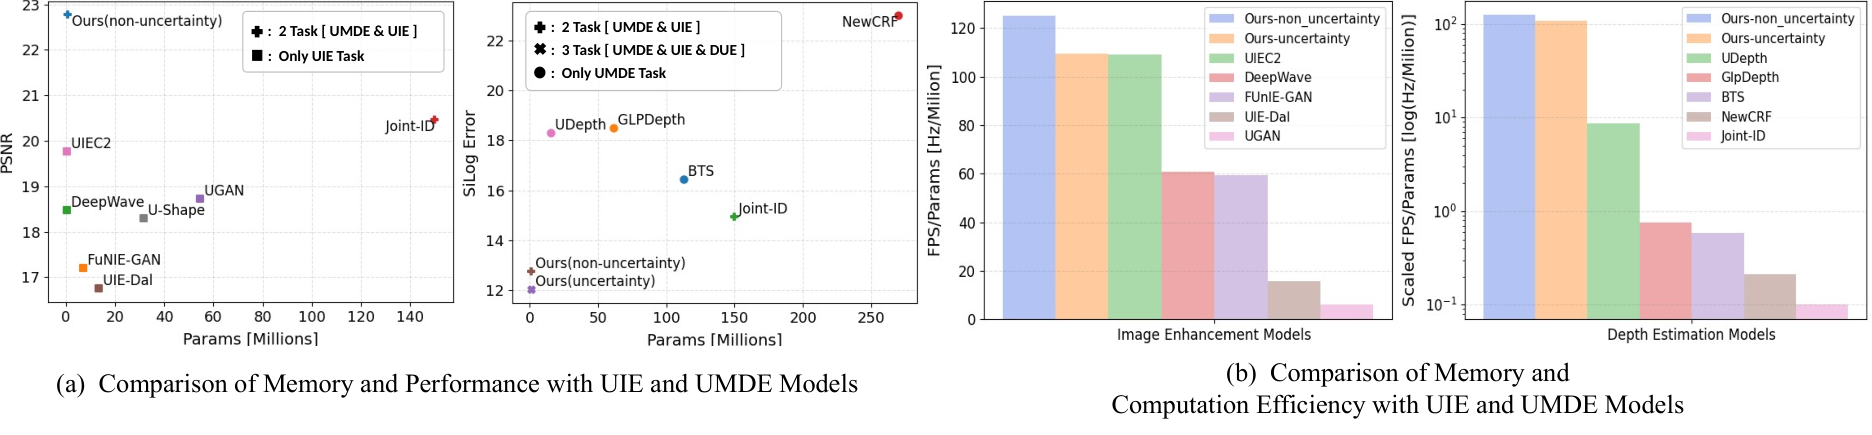 23
22
21
20
19
18
17
PSNR
0
20
40
60
80
100
120
140
Params [Millions]
Ours(non-uncertainty)
: 2 Task [ UMDE & UIE ]
: Only UIE Task
Joint-ID
UIEC2
UGAN
DeepWave
U-Shape
FuNIE-GAN
UIE-Dal
22
20
18
16
14
12
SiLog Error
0
50
100
150
200
250
Params [Millions]
: 2 Task [ UMDE & UIE ]
: 3 Task [ UMDE & UIE & DUE ]
: Only UMDE Task
NewCRF
UDepth
GLPDepth
BTS
Joint-ID
Ours(non-uncertainty)
Ours(uncertainty)
(a) Comparison of Memory and Performance with UIE and UMDE Models
120
100
80
60
40
20
0
FPS/Params [Hz/Milion]
Ours-non_uncertainty
Ours-uncertainty
UIEC2
DeepWave
FUnIE-GAN
UIE-Dal
UGAN
Image Enhancement Models
10²
10¹
10⁰
10⁻¹
Scaled FPS/Params [log(Hz/Milion)]
Ours-non_uncertainty
Ours-uncertainty
UDepth
GlpDepth
BTS
NewCRF
Joint-ID
Depth Estimation Models
(b) Comparison of Memory and
Computation Efficiency with UIE and UMDE Models